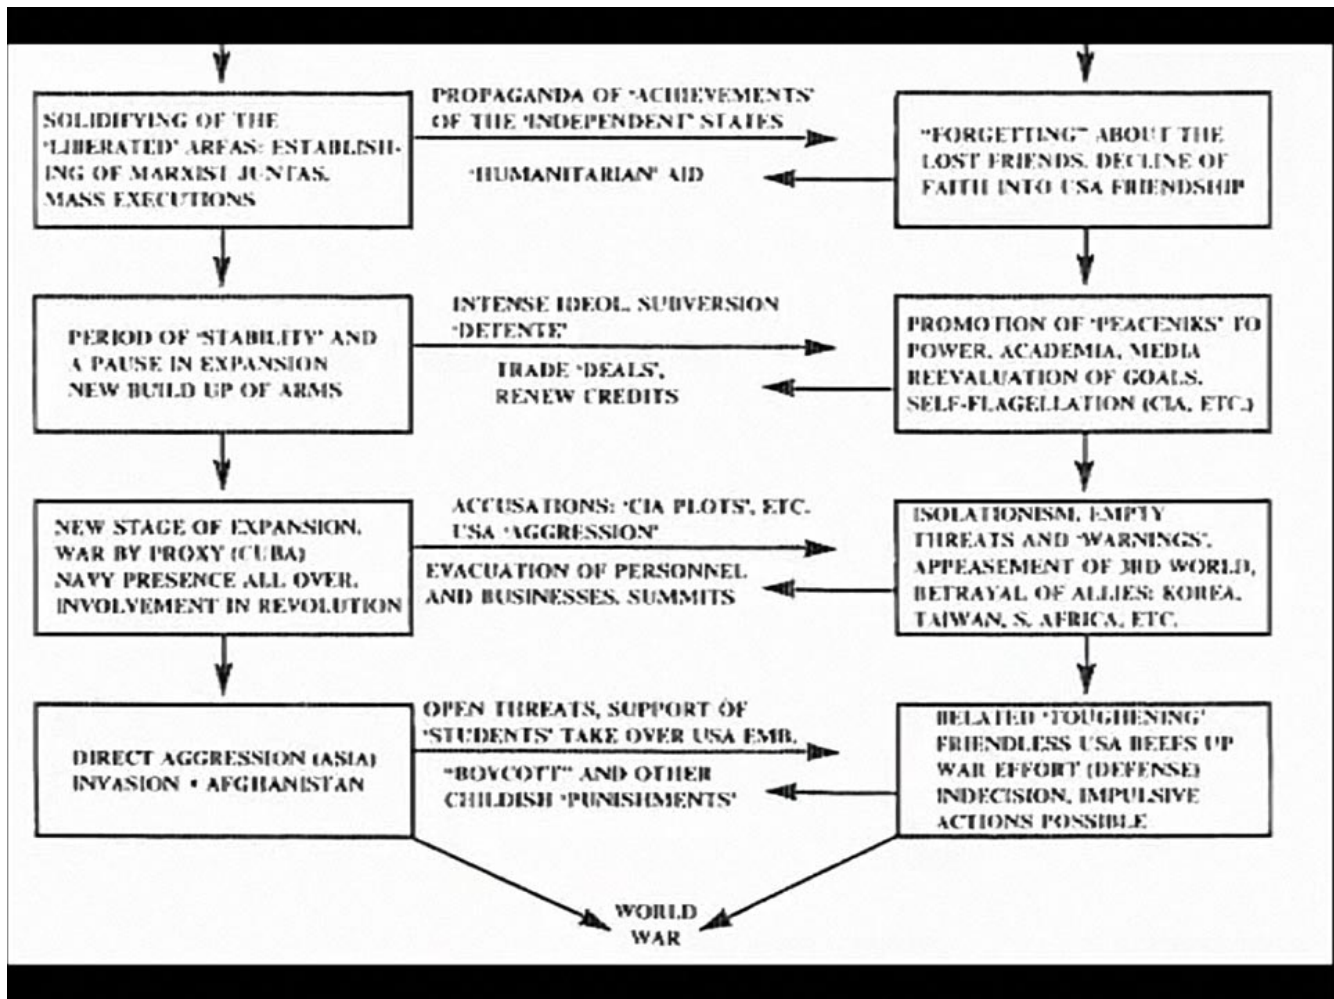 SOLIDIFYING OF THE
'LIBERATED' AREAS: ESTABLISH-
ING OF MARXIST JUNTAS.
MASS EXECUTIONS
PROPAGANDA OF 'ACHIEVEMENTS'
OF THE 'INDEPENDENT' STATES
'HUMANITARIAN' AID
"FORGETTING" ABOUT THE
LOST FRIENDS. DECLINE OF
FAITH INTO USA FRIENDSHIP
PERIOD OF 'STABILITY' AND
A PAUSE IN EXPANSION
NEW BUILD UP OF ARMS
INTENSE IDEOL. SUBVERSION
'DETENTE'
TRADE 'DEALS',
RENEW CREDITS
PROMOTION OF 'PEACENIKS' TO
POWER, ACADEMIA, MEDIA
REEVALUATION OF GOALS.
SELF-FLAGELLATION (CIA, ETC.)
NEW STAGE OF EXPANSION.
WAR BY PROXY (CUBA)
NAVY PRESENCE ALL OVER.
INVOLVEMENT IN REVOLUTION
ACCUSATIONS: 'CIA PLOTS', ETC.
USA 'AGGRESSION'
EVACUATION OF PERSONNEL
AND BUSINESSES. SUMMITS
ISOLATIONISM, EMPTY
THREATS AND 'WARNINGS'.
APPEASEMENT OF 3RD WORLD,
BETRAYAL OF ALLIES: KOREA,
TAIWAN, S. AFRICA, ETC.
DIRECT AGGRESSION (ASIA)
INVASION • AFGHANISTAN
OPEN THREATS, SUPPORT OF
'STUDENTS' TAKE OVER USA EMB.
"BOYCOTT" AND OTHER
CHILDISH 'PUNISHMENTS'
BELATED 'TOUGHENING'
FRIENDLESS USA BEEFS UP
WAR EFFORT (DEFENSE)
INDECISION, IMPULSIVE
ACTIONS POSSIBLE
WORLD
WAR